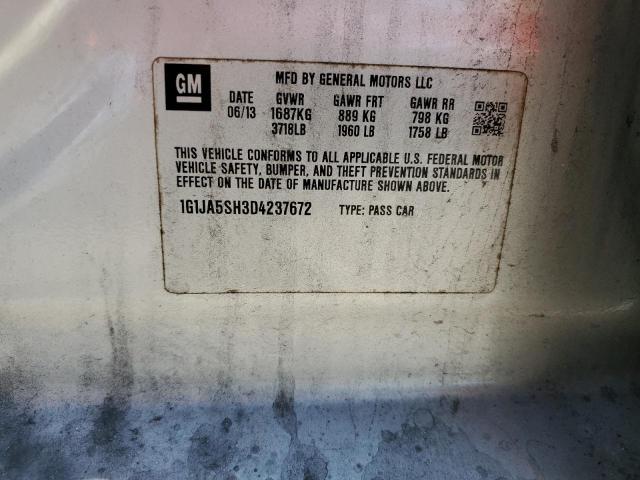 GM
MFD BY GENERAL MOTORS LLC
DATE GVWR GAWR FRT GAWR RR
06/13 1687KG 889 KG 798 KG
3718LB 1960 LB 1758 LB
THIS VEHICLE CONFORMS TO ALL APPLICABLE U.S. FEDERAL MOTOR
VEHICLE SAFETY, BUMPER, AND THEFT PREVENTION STANDARDS IN
EFFECT ON THE DATE OF MANUFACTURE SHOWN ABOVE.
1G1JA5SH3D4237672 TYPE: PASS CAR